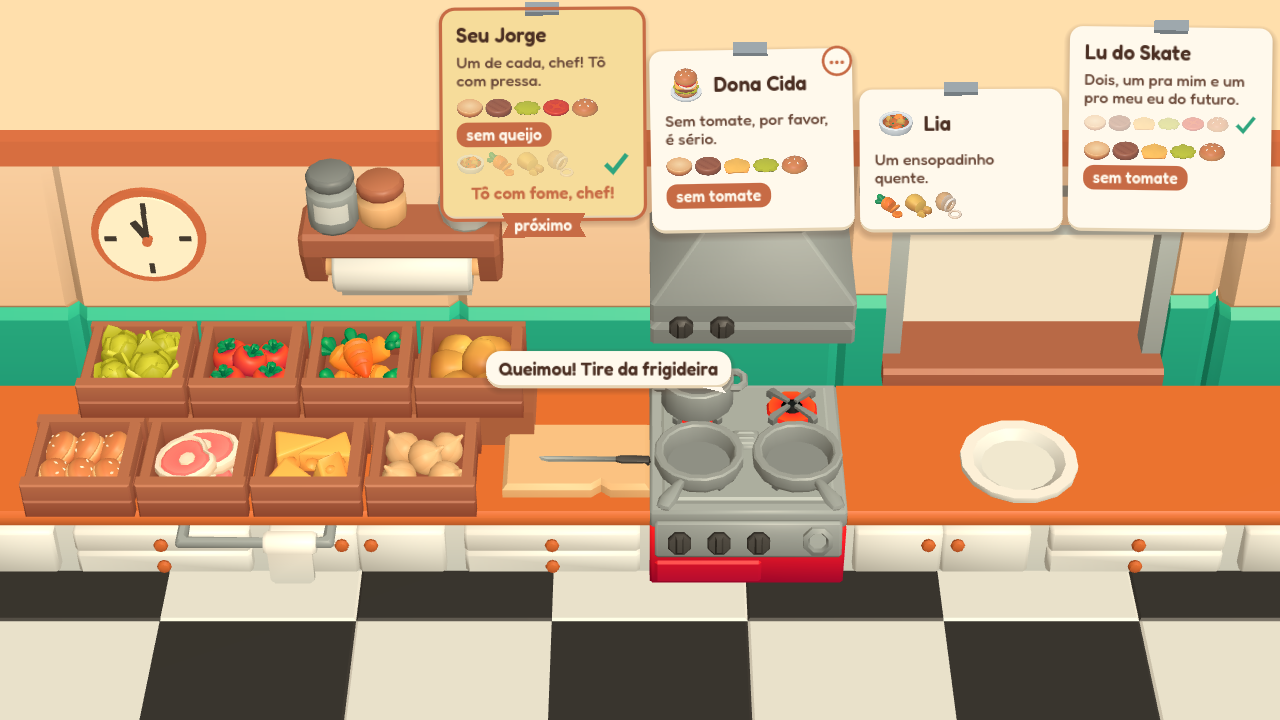 Seu Jorge
Um de cada, chef! Tô
com pressa.
sem queijo
Tô com fome, chef!
próximo
Dona Cida
Sem tomate, por favor,
é sério.
sem tomate
Lia
Um ensopadinho
quente.
Lu do Skate
Dois, um pra mim e um
pro meu eu do futuro.
sem tomate
Queimou! Tire da frigideira